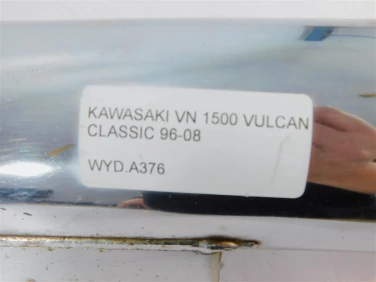 KAWASAKI VN 1500 VULCAN
CLASSIC 96-08
WYD.A376